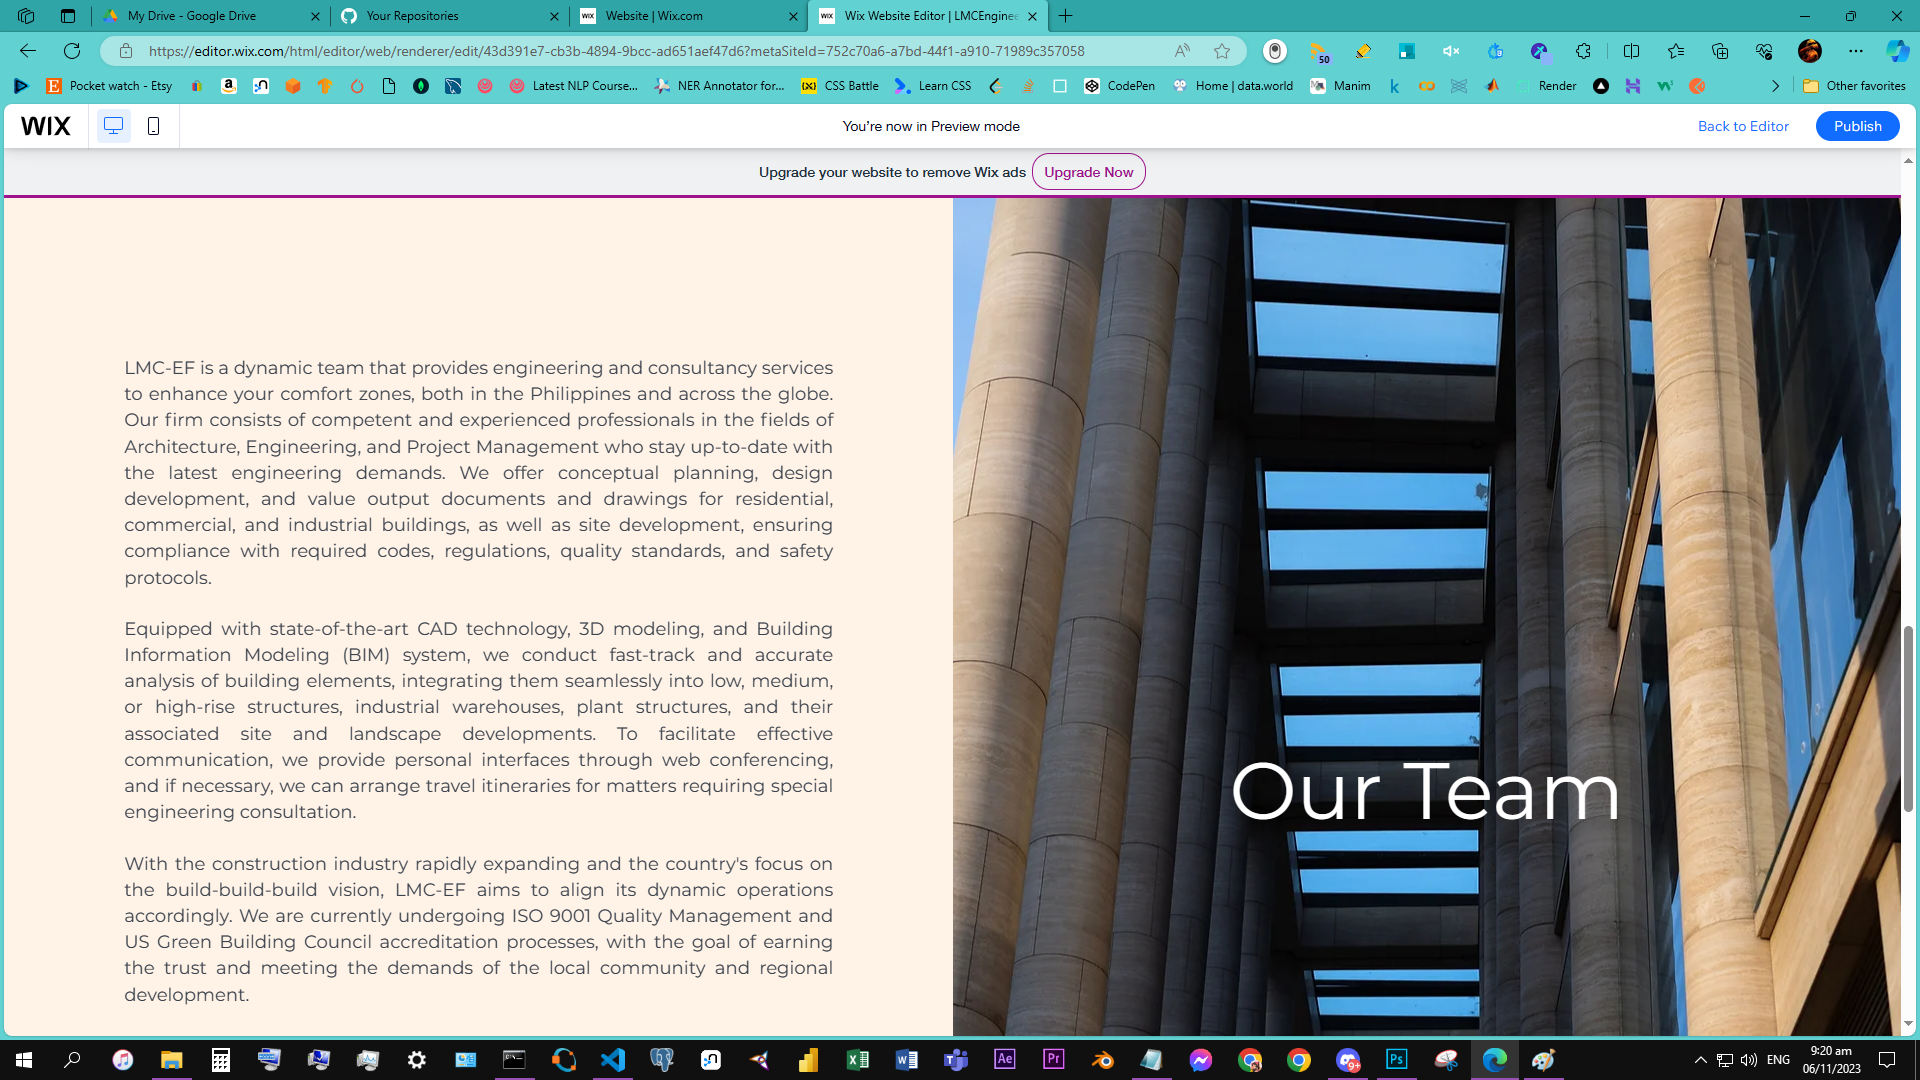 My Drive - Google Drive
Your Repositories
WIX Website | Wix.com
WIX Wix Website Editor | LMCEngine
https://editor.wix.com/html/editor/web/renderer/edit/43d391e7-cb3b-4894-9bcc-ad651aef47d6?metaSiteId=752c70a6-a7bd-44f1-a910-71989c357058
50
Pocket watch - Etsy
Latest NLP Course...
NER Annotator for...
CSS Battle
Learn CSS
CodePen
Home | data.world
Manim
Render
Other favorites
WIX
You're now in Preview mode
Back to Editor
Publish
Upgrade your website to remove Wix ads
Upgrade Now
LMC-EF is a dynamic team that provides engineering and consultancy services
to enhance your comfort zones, both in the Philippines and across the globe.
Our firm consists of competent and experienced professionals in the fields of
Architecture, Engineering, and Project Management who stay up-to-date with
the latest engineering demands. We offer conceptual planning, design
development, and value output documents and drawings for residential,
commercial, and industrial buildings, as well as site development, ensuring
compliance with required codes, regulations, quality standards, and safety
protocols.
Equipped with state-of-the-art CAD technology, 3D modeling, and Building
Information Modeling (BIM) system, we conduct fast-track and accurate
analysis of building elements, integrating them seamlessly into low, medium,
or high-rise structures, industrial warehouses, plant structures, and their
associated site and landscape developments. To facilitate effective
communication, we provide personal interfaces through web conferencing,
and if necessary, we can arrange travel itineraries for matters requiring special
engineering consultation.
With the construction industry rapidly expanding and the country's focus on
the build-build-build vision, LMC-EF aims to align its dynamic operations
accordingly. We are currently undergoing ISO 9001 Quality Management and
US Green Building Council accreditation processes, with the goal of earning
the trust and meeting the demands of the local community and regional
development.
Our Team
Ae
Pr
9+
Ps
ENG
9:20 am
06/11/2023